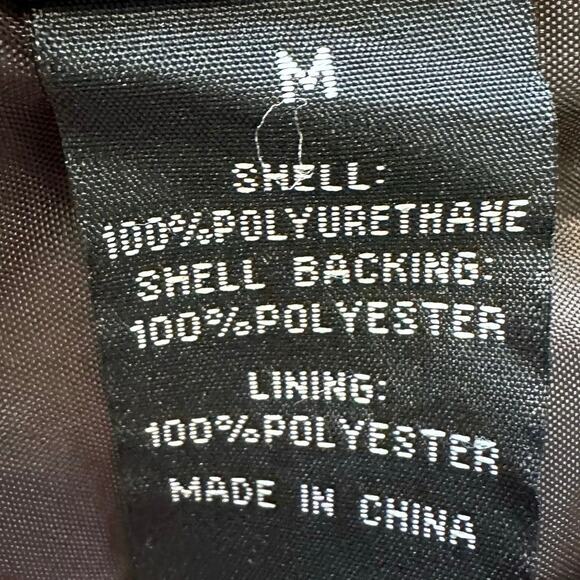 M
SHELL:
100%POLYURETHANE
SHELL BACKING:
100%POLYESTER
LINING:
100%POLYESTER
MADE IN CHINA